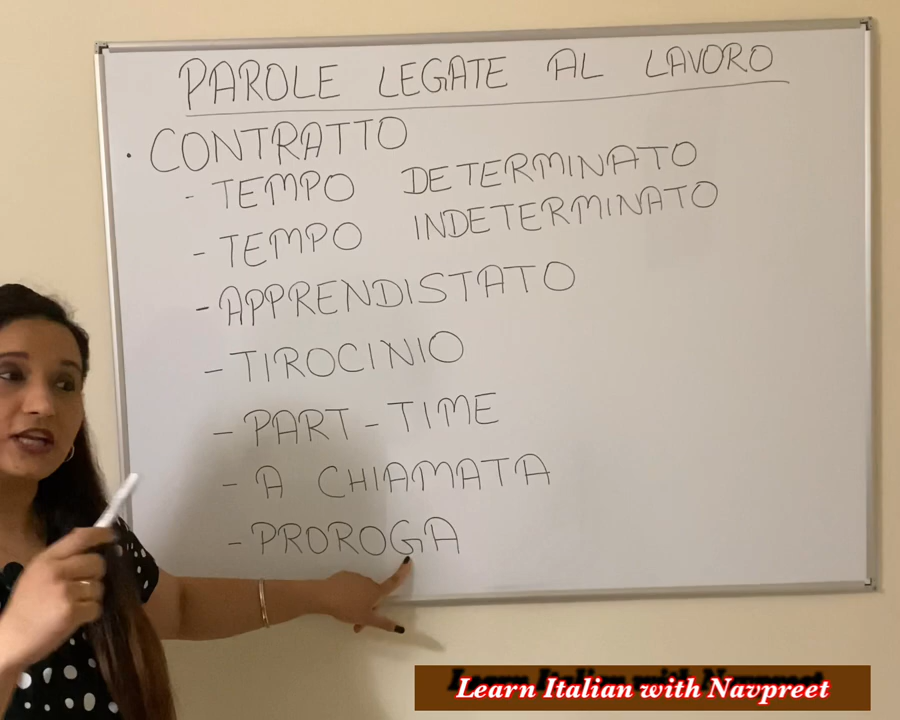 PAROLE LEGATE AL LAVORO
• CONTRATTO
- TEMPO DETERMINATO
- TEMPO INDETERMINATO
- APPRENDISTATO
- TIROCINIO
- PART-TIME
- A CHIAMATA
- PROROGA
Learn Italian with Navpreet